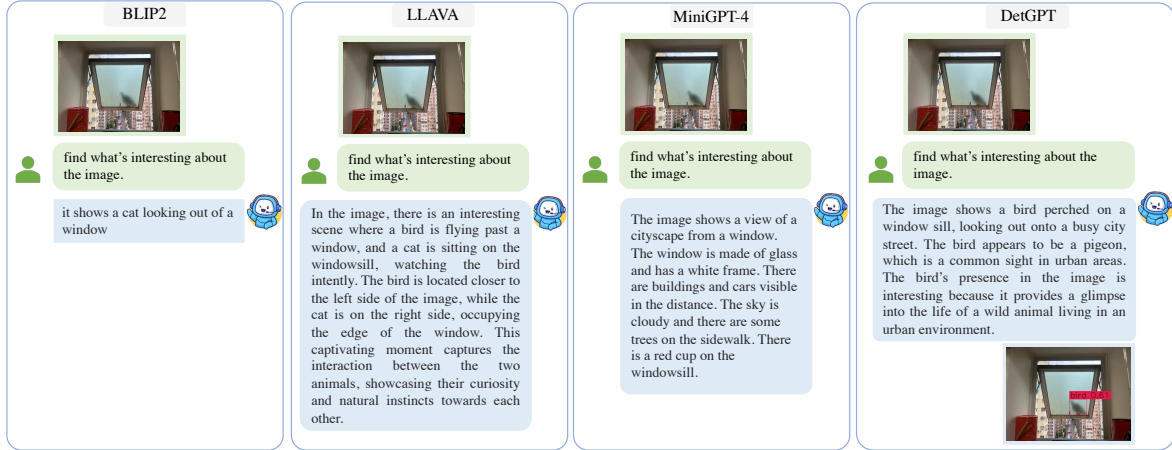 BLIP2
find what's interesting about
the image.
it shows a cat looking out of a
window
LLAVA
find what's interesting about
the image.
In the image, there is an interesting
scene where a bird is flying past
a window, and a cat is sitting on the
windowsill, watching the bird
intently. The bird is located closer to
the left side of the image, while the
cat is on the right side, occupying
the edge of the window. This
captivating moment captures the
interaction between the two
animals, showcasing their curiosity
and natural instincts towards each
other.
MiniGPT-4
find what's interesting about
the image.
The image shows a view of a
cityscape from a window.
The window is made of glass
and has a white frame. There
are buildings and cars visible
in the distance. The sky is
cloudy and there are some
trees on the sidewalk. There
is a red cup on the
windowsill.
DetGPT
find what's interesting about the
image.
The image shows a bird perched on a
window sill, looking out onto a busy city
street. The bird appears to be a pigeon,
which is a common sight in urban areas.
The bird's presence in the image is
interesting because it provides a glimpse
into the life of a wild animal living in an
urban environment.
bird: 0.61